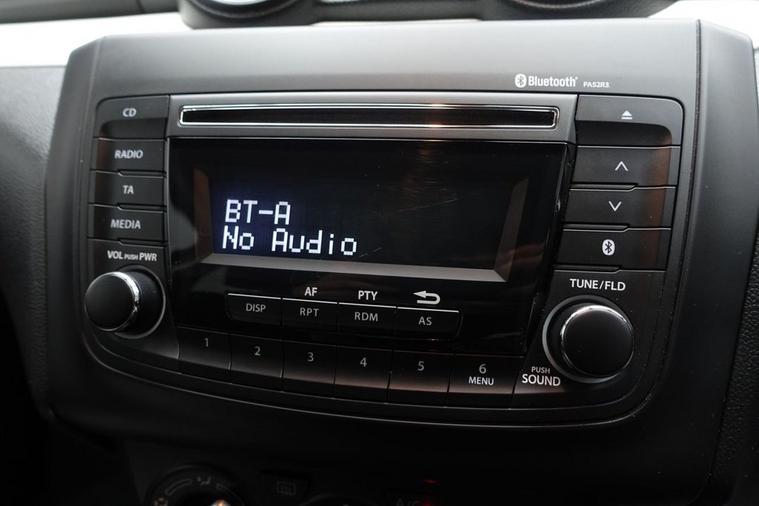 Bluetooth® PA52R3
CD
RADIO
TA
MEDIA
VOL PUSH PWR
BT-A
No Audio
TUNE/FLD
AF PTY
DISP RPT RDM AS
1 2 3 4 5 6
MENU
PUSH
SOUND